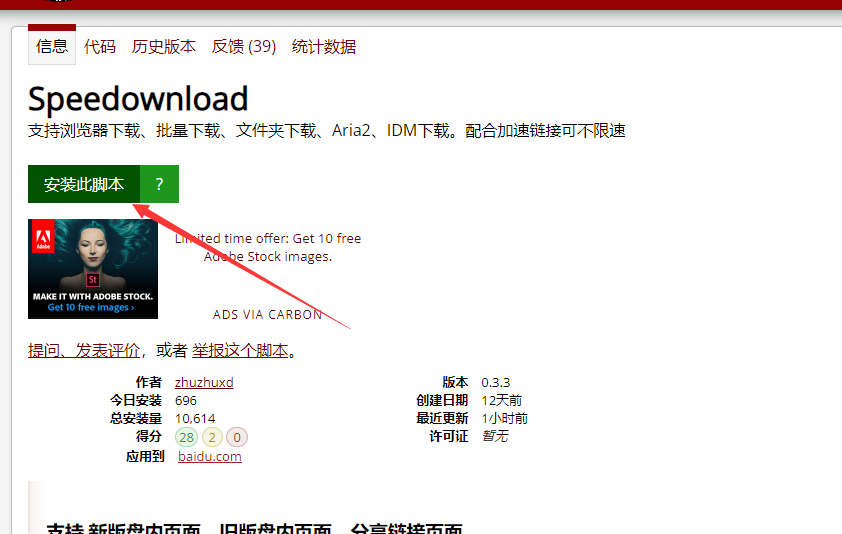 信息 代码 历史版本 反馈 (39) 统计数据
Speedownload
支持浏览器下载、批量下载、文件夹下载、Aria2、IDM下载。配合加速链接可不限速
安装此脚本 ?
Adobe
St
MAKE IT WITH ADOBE STOCK.
Get 10 free images ›
Limited time offer: Get 10 free
Adobe Stock images.
ADS VIA CARBON
提问、发表评价，或者 举报这个脚本。
作者 zhuzhuxd 版本 0.3.3
今日安装 696 创建日期 12天前
总安装量 10,614 最近更新 1小时前
得分 28 2 0 许可证 暂无
应用到 baidu.com
支持 新版盘内页面、旧版盘内页面、分享链接页面